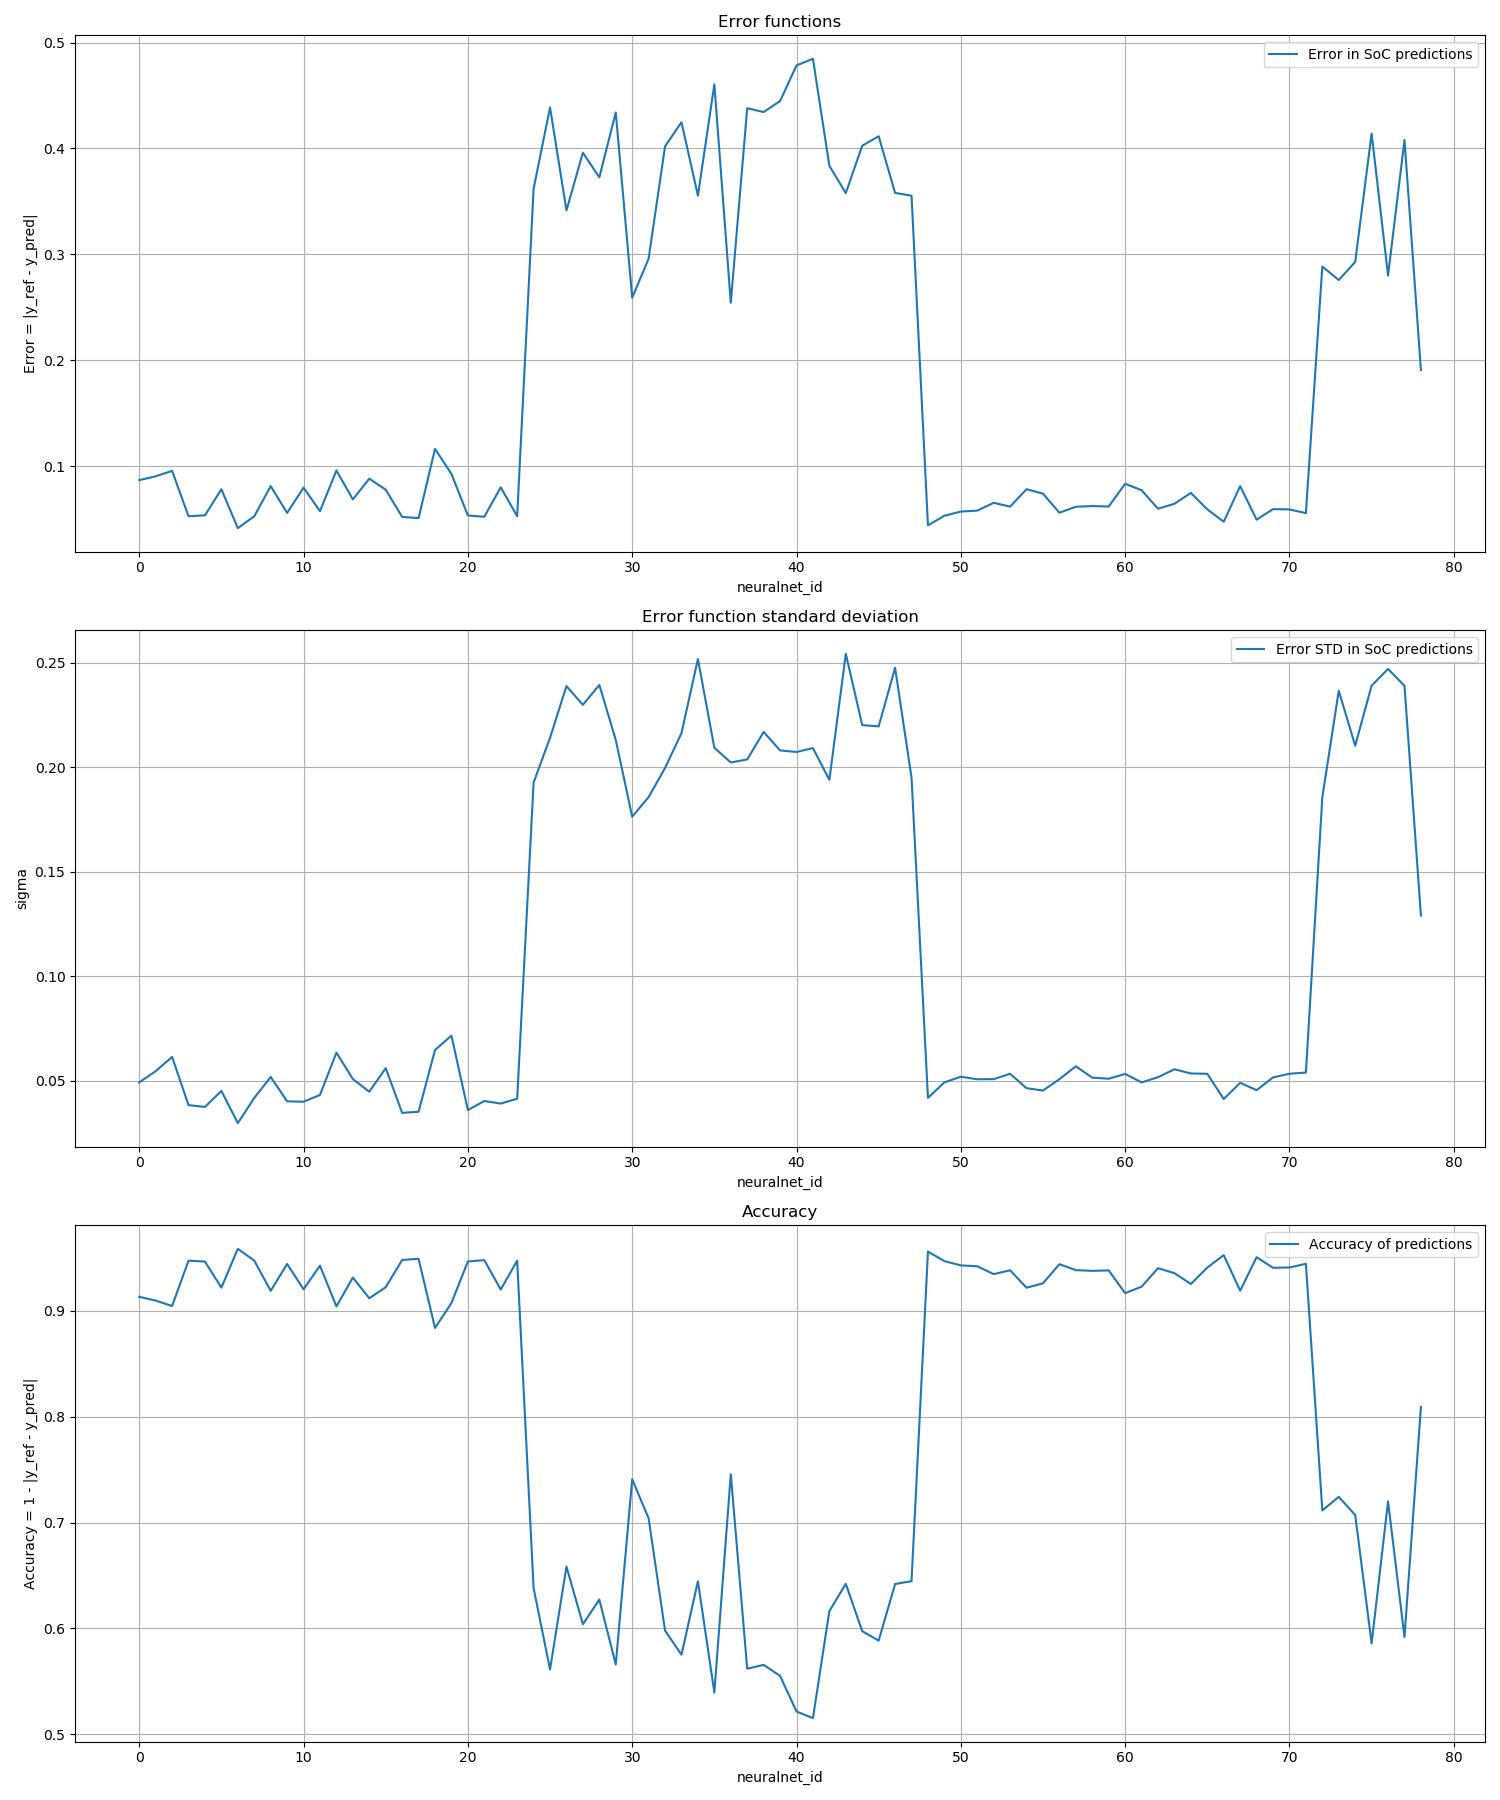 Error functions
Error in SoC predictions
0.5
0.4
0.3
0.2
0.1
Error = |y_ref - y_pred|
0 10 20 30 40 50 60 70 80
neuralnet_id
Error function standard deviation
Error STD in SoC predictions
0.25
0.20
0.15
0.10
0.05
sigma
0 10 20 30 40 50 60 70 80
neuralnet_id
Accuracy
Accuracy of predictions
0.9
0.8
0.7
0.6
0.5
Accuracy = 1 - |y_ref - y_pred|
0 10 20 30 40 50 60 70 80
neuralnet_id